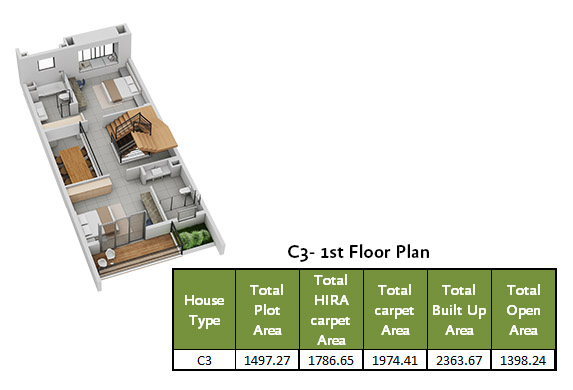 C3- 1st Floor Plan
House Type | Total Plot Area | Total HIRA carpet Area | Total carpet Area | Total Built Up Area | Total Open Area
C3 | 1497.27 | 1786.65 | 1974.41 | 2363.67 | 1398.24